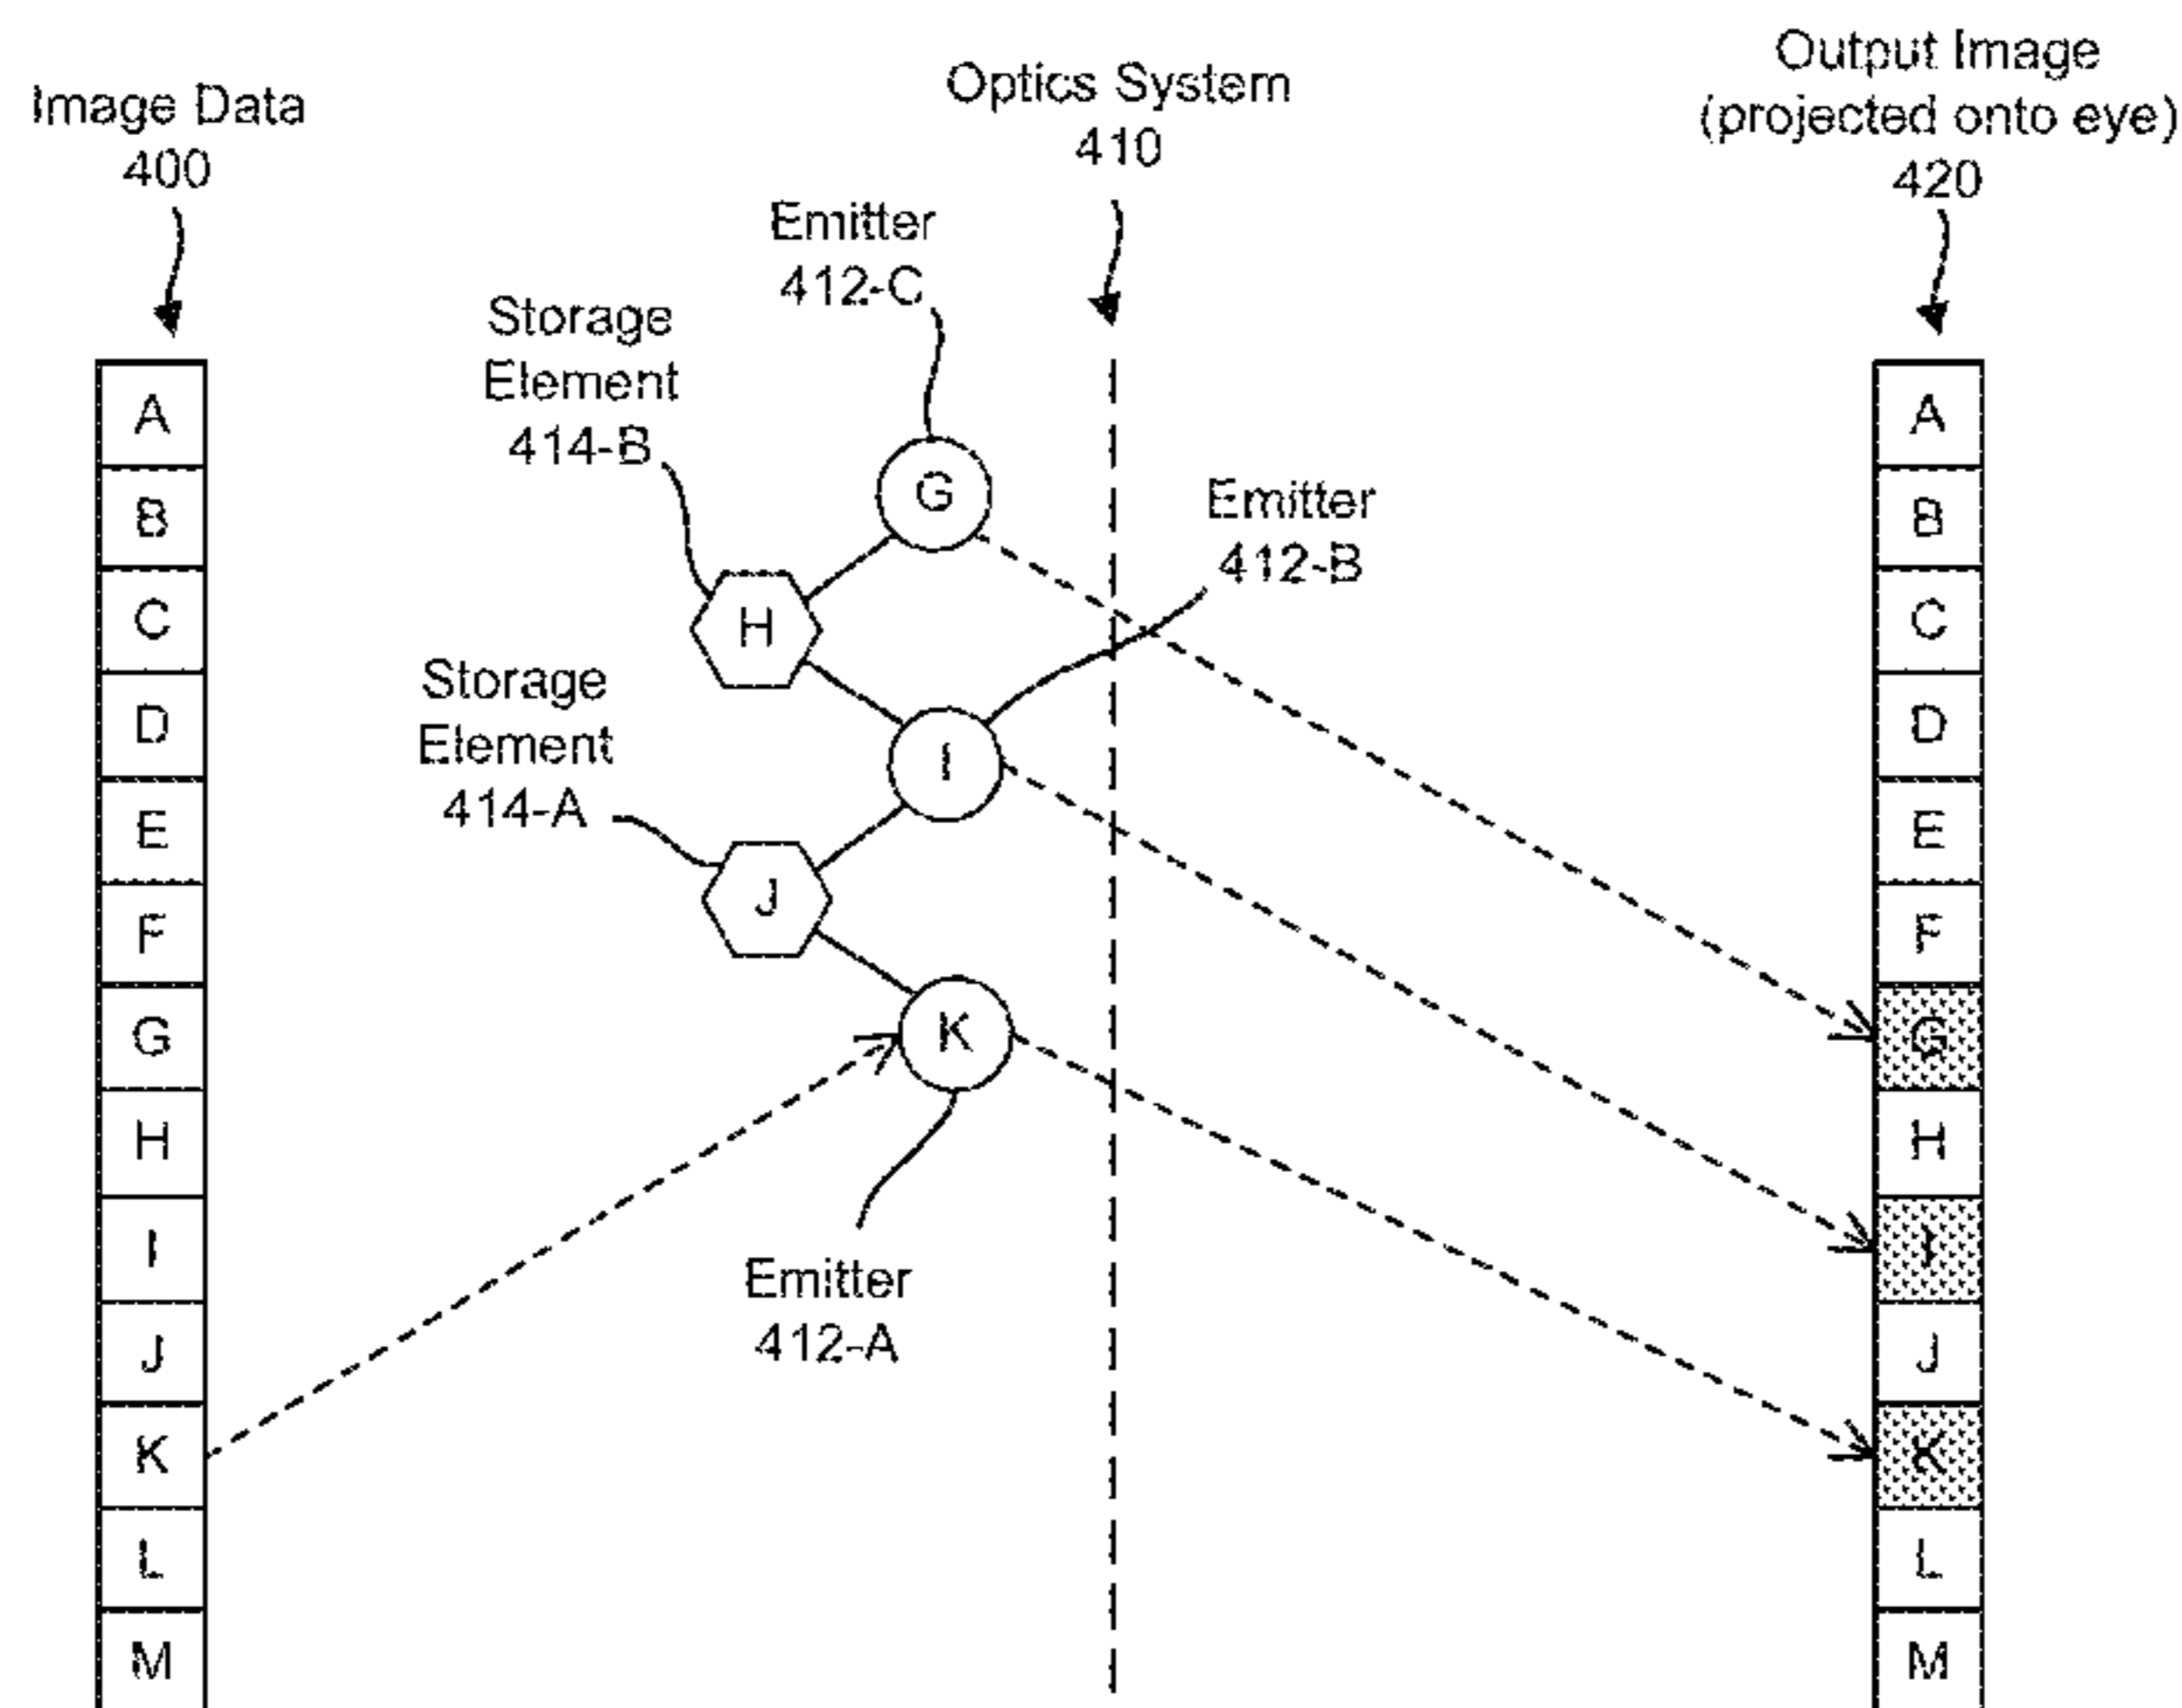 Image Data
400
Optics System
410
Output Image
(projected onto eye)
420
Emitter
412-C
Storage
Element
414-B
Emitter
412-B
Storage
Element
414-A
Emitter
412-A
A
B
C
D
E
F
G
H
I
J
K
L
M
G
H
I
J
K
A
B
C
D
E
F
G
H
I
J
K
L
M